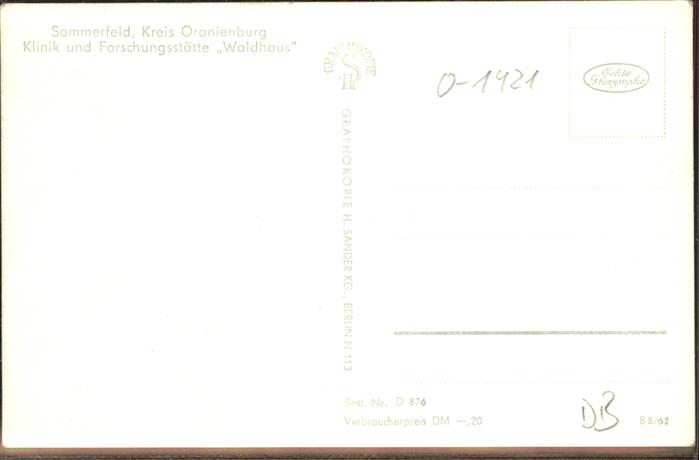 Sommerfeld, Kreis Oranienburg
Klinik und Forschungsstätte „Waldhaus"
GRAPHOKOPIE
GRAPHOKOPIE H. SANDER KG., BERLIN N 113
O-1421
Echte
Photographie
Best.-Nr. D 876
Verbraucherpreis DM —,20
DB
B 8/62